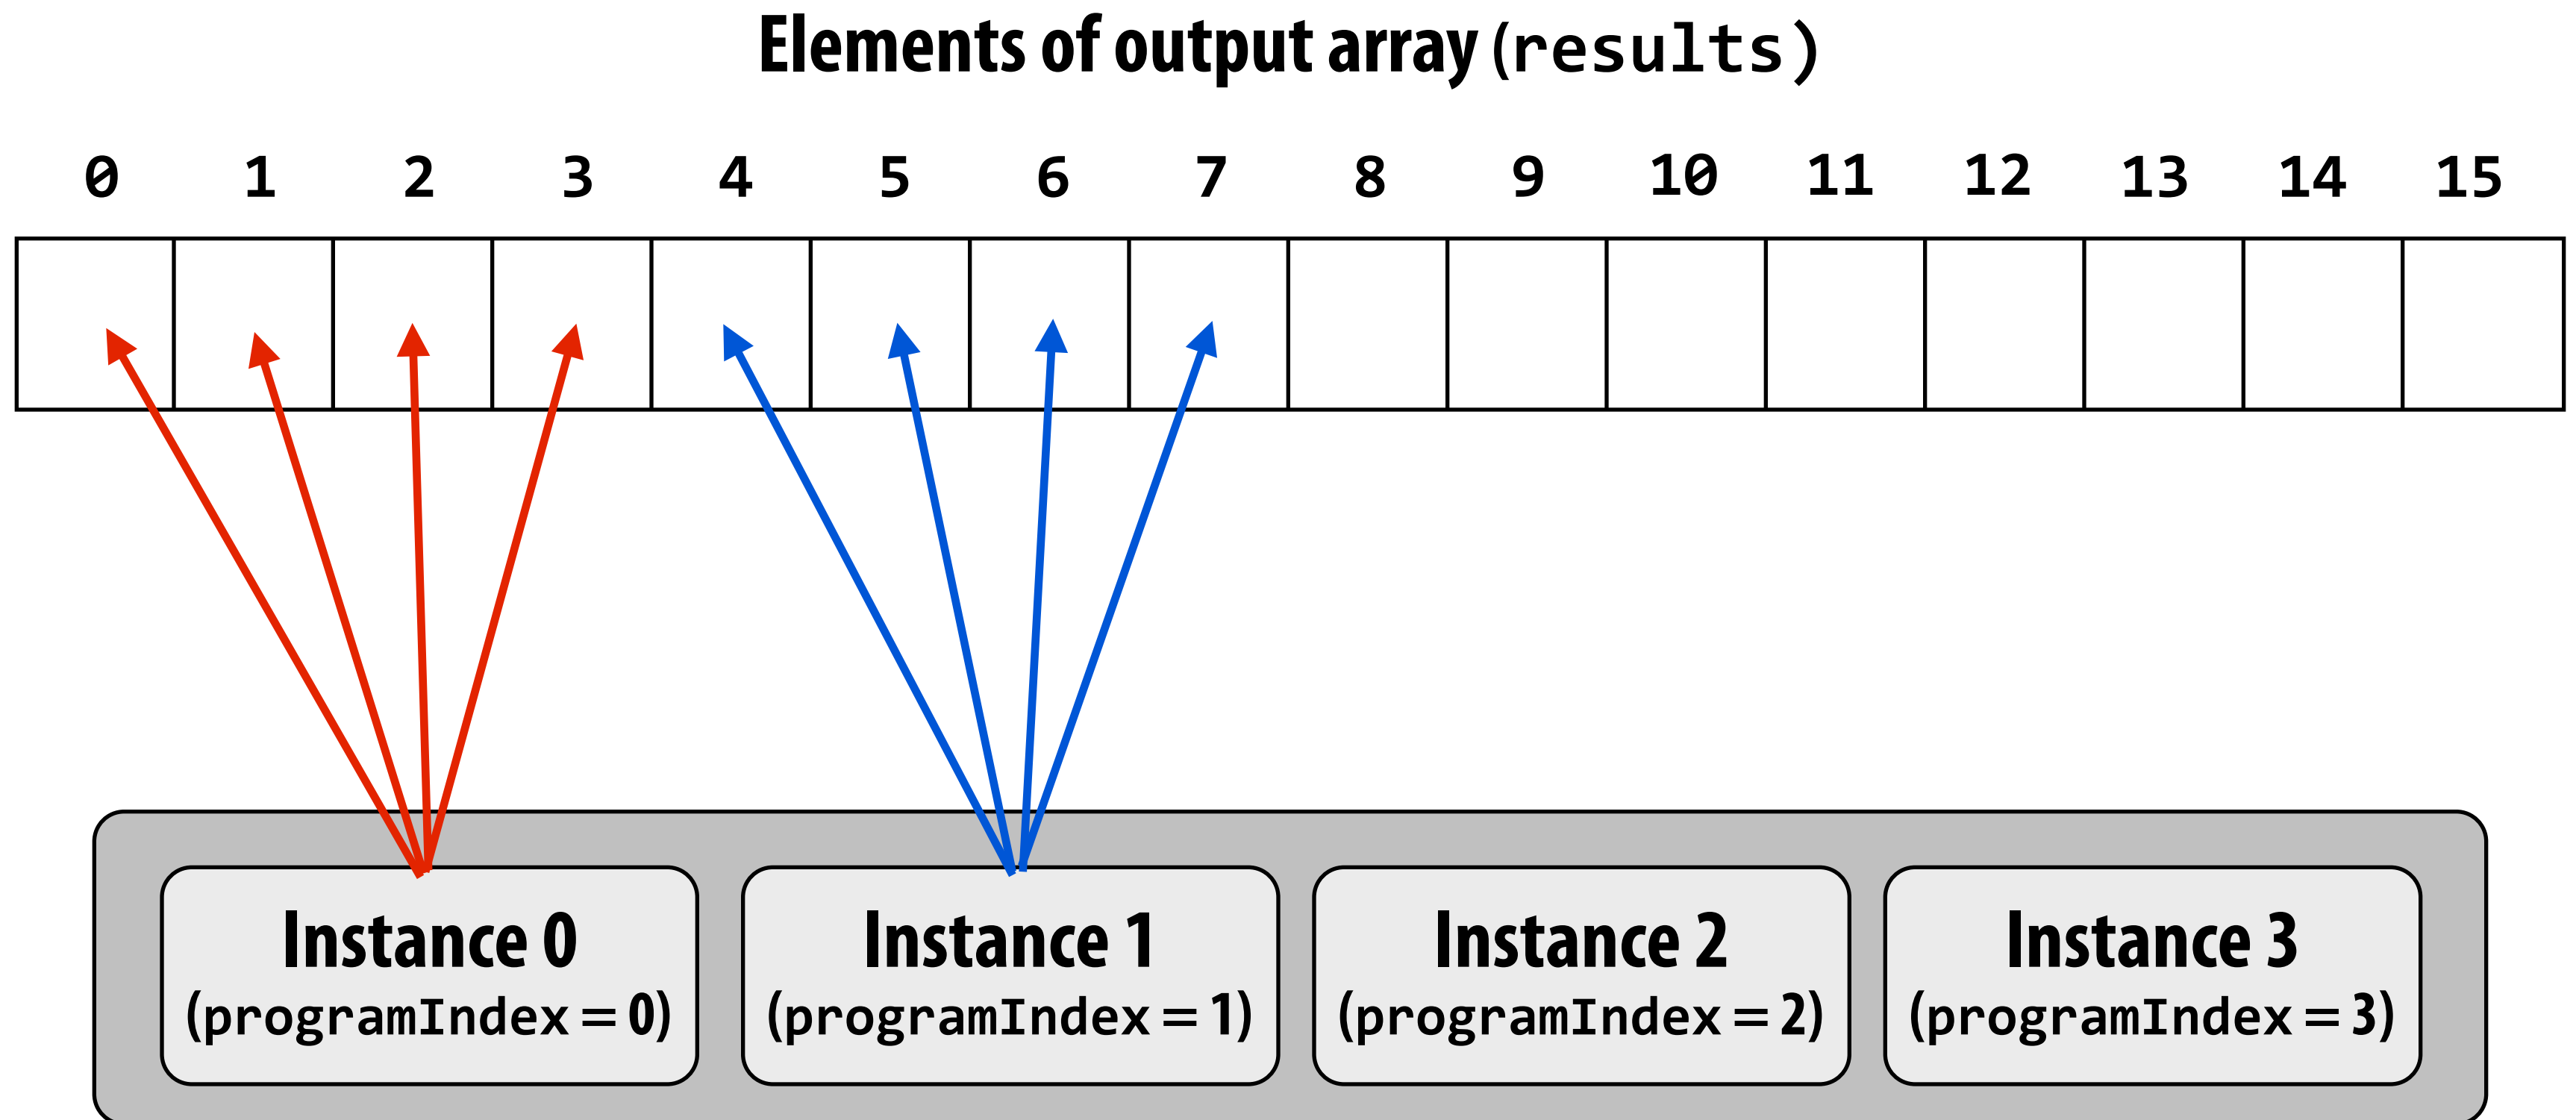 Elements of output array (results)
0 1 2 3 4 5 6 7 8 9 10 11 12 13 14 15
Instance 0
(programIndex = 0)
Instance 1
(programIndex = 1)
Instance 2
(programIndex = 2)
Instance 3
(programIndex = 3)